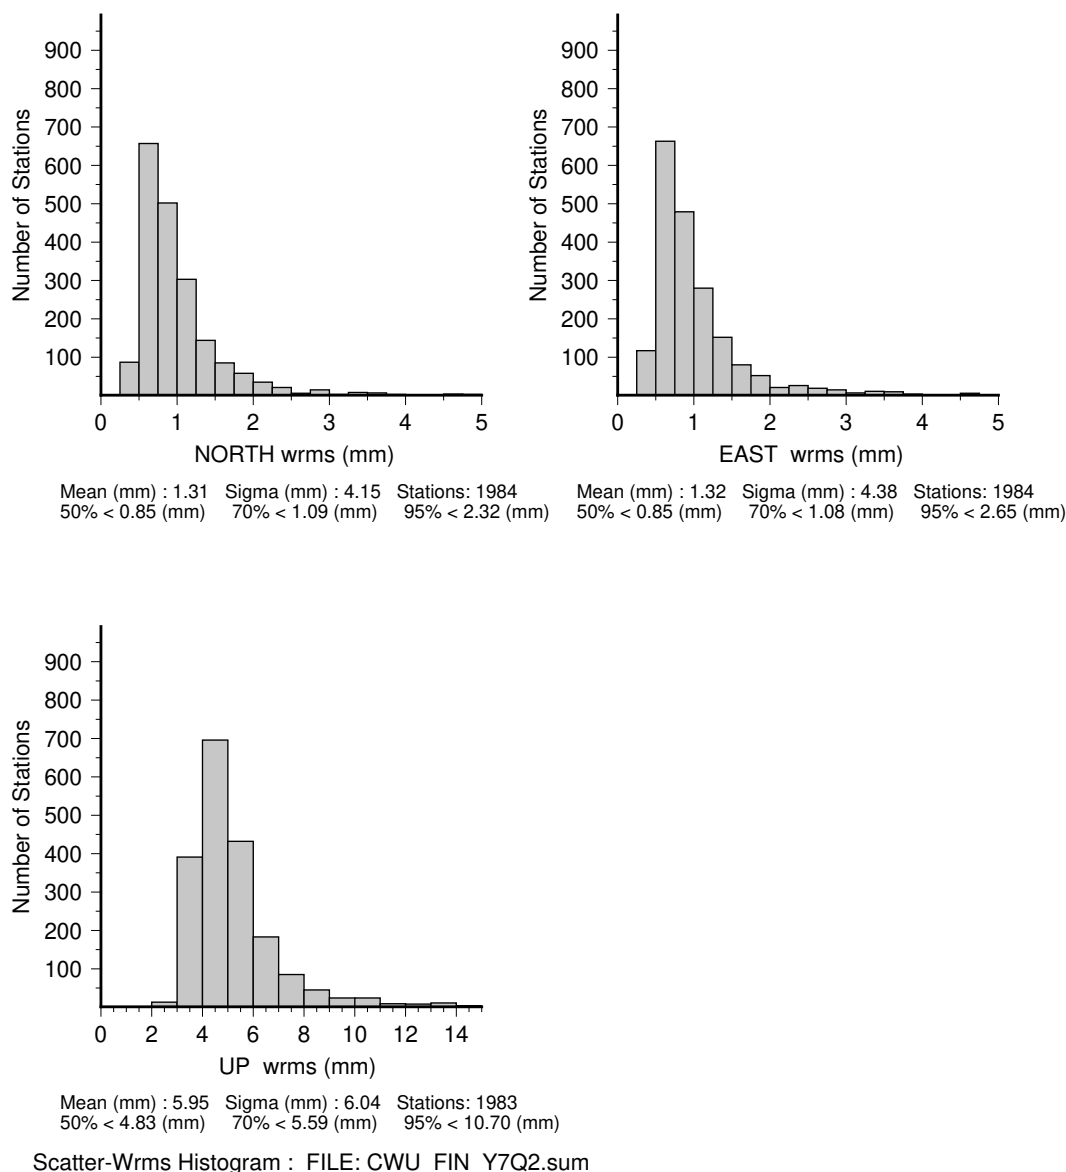 900
800
700
600
500
400
300
200
100
Number of Stations
0 1 2 3 4 5
NORTH wrms (mm)
Mean (mm) : 1.31 Sigma (mm) : 4.15 Stations: 1984
50% < 0.85 (mm) 70% < 1.09 (mm) 95% < 2.32 (mm)
900
800
700
600
500
400
300
200
100
Number of Stations
0 1 2 3 4 5
EAST wrms (mm)
Mean (mm) : 1.32 Sigma (mm) : 4.38 Stations: 1984
50% < 0.85 (mm) 70% < 1.08 (mm) 95% < 2.65 (mm)
900
800
700
600
500
400
300
200
100
Number of Stations
0 2 4 6 8 10 12 14
UP wrms (mm)
Mean (mm) : 5.95 Sigma (mm) : 6.04 Stations: 1983
50% < 4.83 (mm) 70% < 5.59 (mm) 95% < 10.70 (mm)
Scatter-Wrms Histogram : FILE: CWU_FIN_Y7Q2.sum